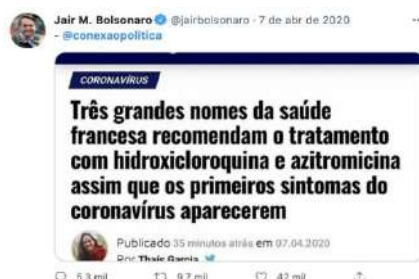 Jair M. Bolsonaro @jairbolsonaro · 7 de abr de 2020
- @conexaopolitica
CORONAVÍRUS
Três grandes nomes da saúde
francesa recomendam o tratamento
com hidroxicloroquina e azitromicina
assim que os primeiros sintomas do
coronavírus aparecerem
Publicado 35 minutos atrás em 07.04.2020
Por Thaís Garcia
5,3 mil 9,7 mil 42 mil